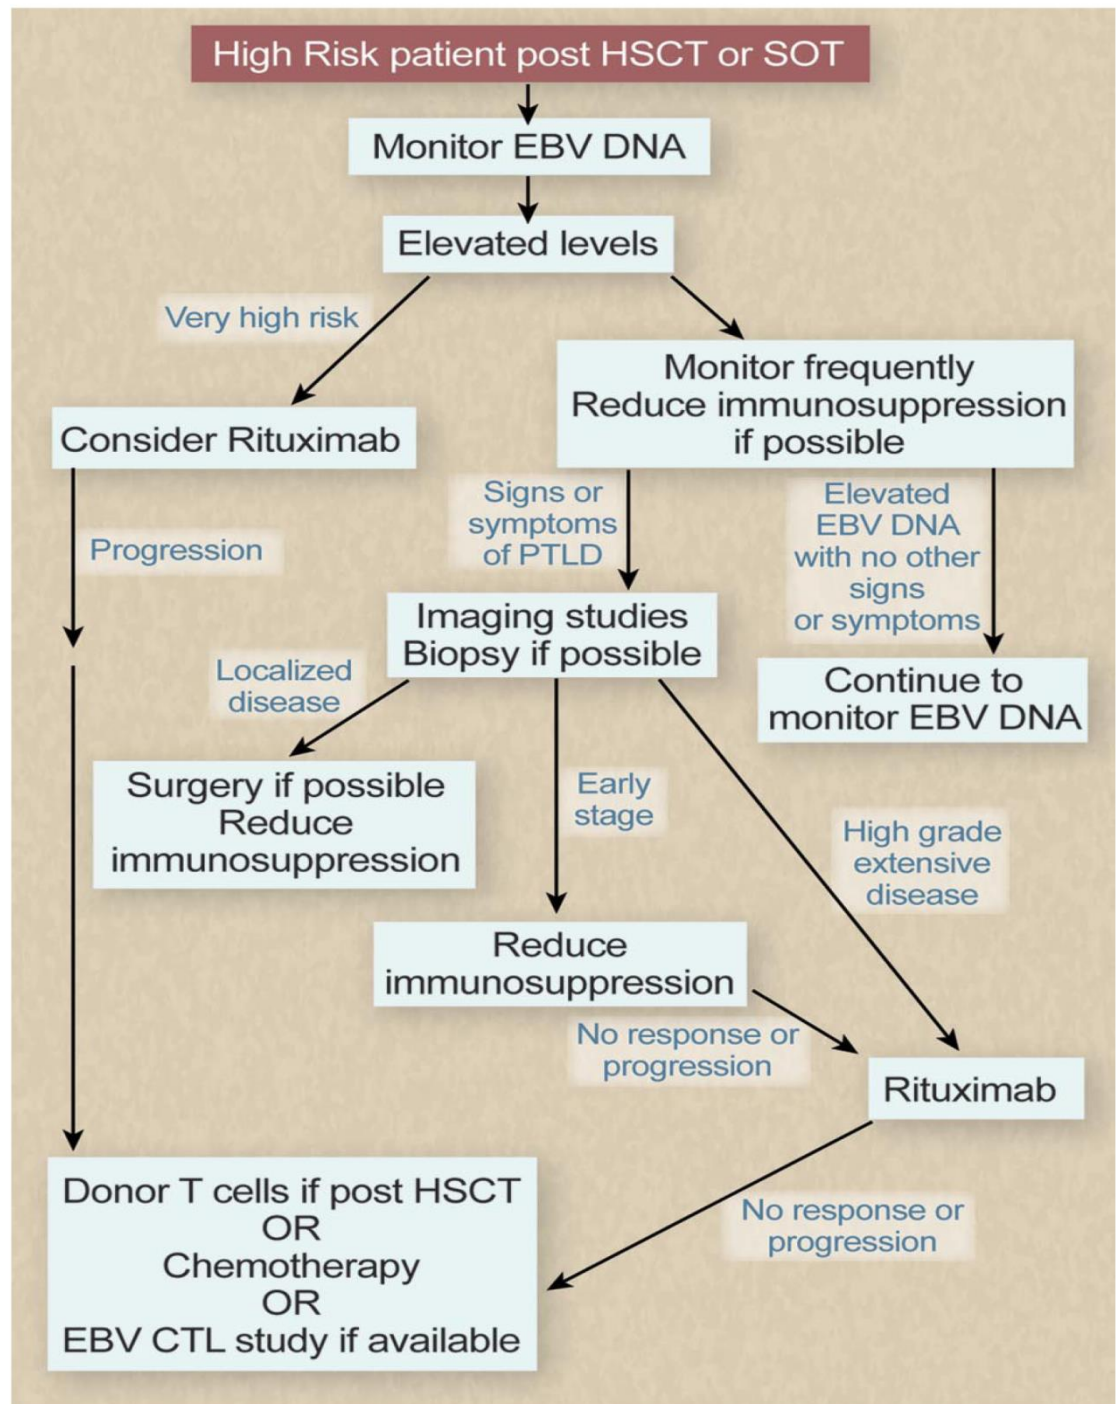 High Risk patient post HSCT or SOT
Monitor EBV DNA
Elevated levels
Very high risk
Monitor frequently
Reduce immunosuppression
if possible
Consider Rituximab
Signs or
symptoms
of PTLD
Elevated
EBV DNA
with no other
signs
or symptoms
Progression
Imaging studies
Biopsy if possible
Localized
disease
Continue to
monitor EBV DNA
Surgery if possible
Reduce
immunosuppression
Early
stage
High grade
extensive
disease
Reduce
immunosuppression
No response or
progression
Rituximab
Donor T cells if post HSCT
OR
Chemotherapy
OR
EBV CTL study if available
No response or
progression